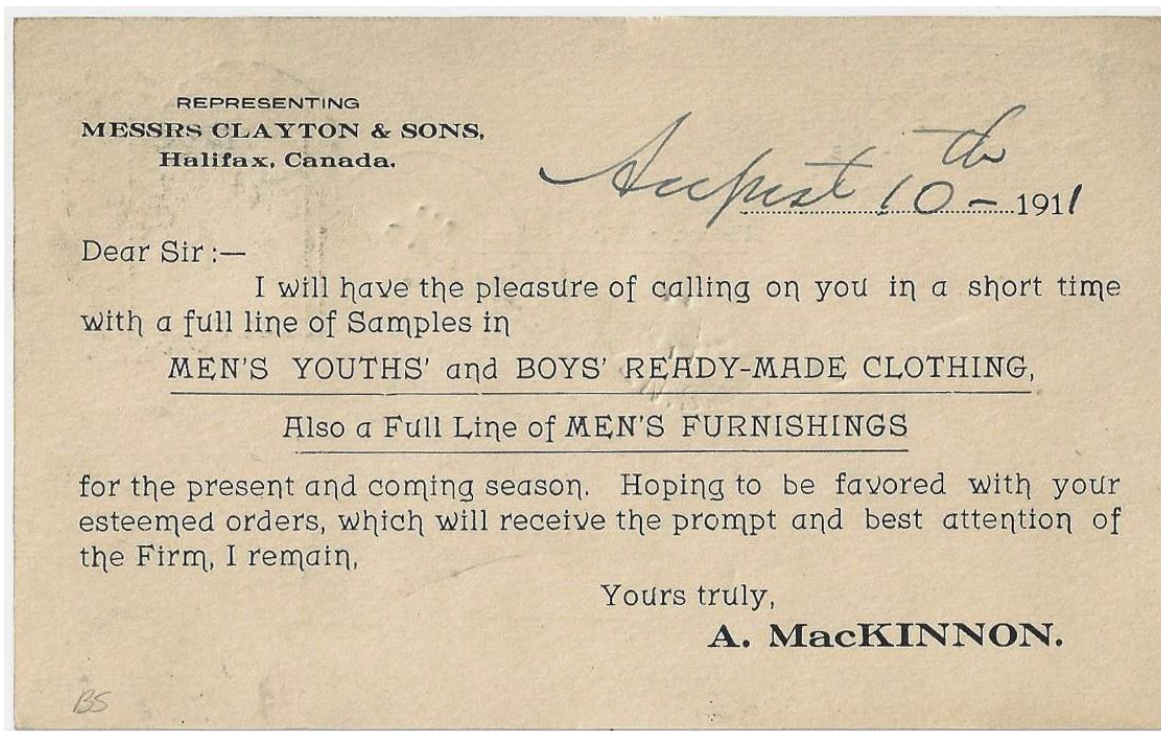 REPRESENTING
MESSRS CLAYTON & SONS,
Halifax, Canada.
August 10th - 1911
Dear Sir :—
I will have the pleasure of calling on you in a short time
with a full line of Samples in
MEN'S YOUTHS' and BOYS' READY-MADE CLOTHING,
Also a Full Line of MEN'S FURNISHINGS
for the present and coming season. Hoping to be favored with your
esteemed orders, which will receive the prompt and best attention of
the Firm, I remain,
Yours truly,
A. MacKINNON.
BS